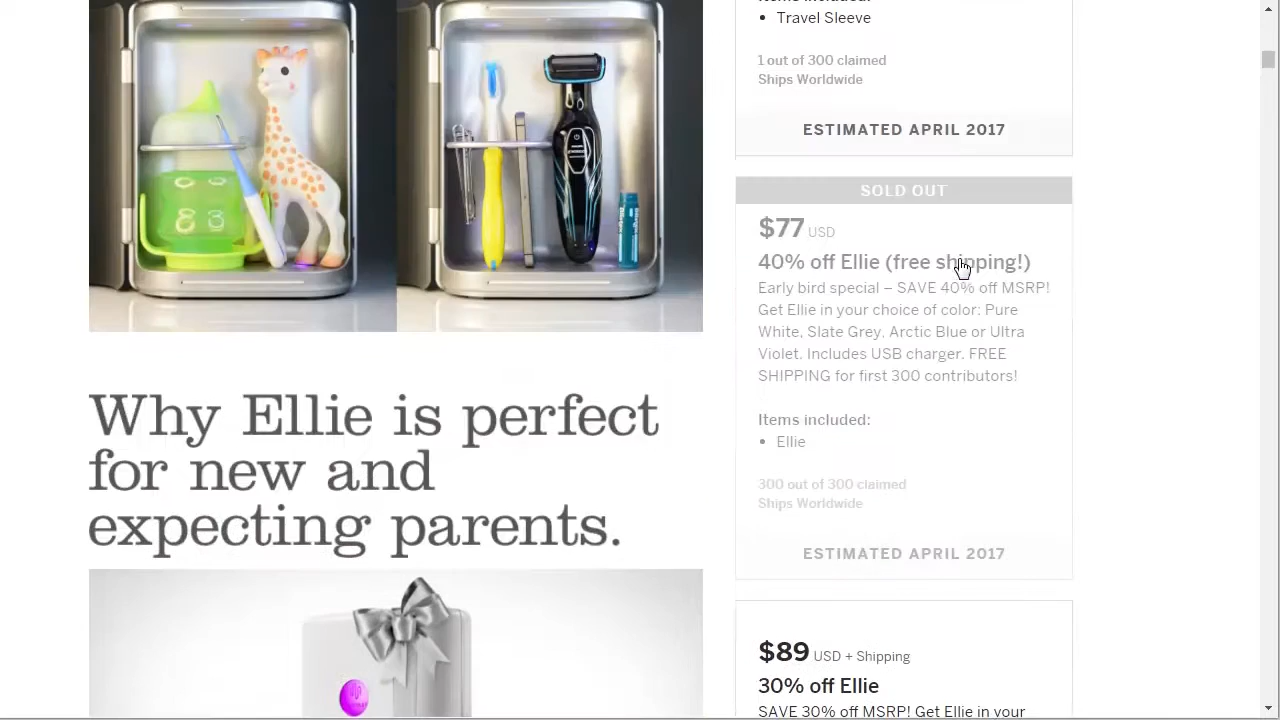 Travel Sleeve
1 out of 300 claimed
Ships Worldwide
ESTIMATED APRIL 2017
SOLD OUT
$77 USD
40% off Ellie (free shipping!)
Early bird special – SAVE 40% off MSRP!
Get Ellie in your choice of color: Pure
White, Slate Grey, Arctic Blue or Ultra
Violet. Includes USB charger. FREE
SHIPPING for first 300 contributors!
Items included:
Ellie
300 out of 300 claimed
Ships Worldwide
ESTIMATED APRIL 2017
$89 USD + Shipping
30% off Ellie
SAVE 30% off MSRP! Get Ellie in your
Why Ellie is perfect
for new and
expecting parents.